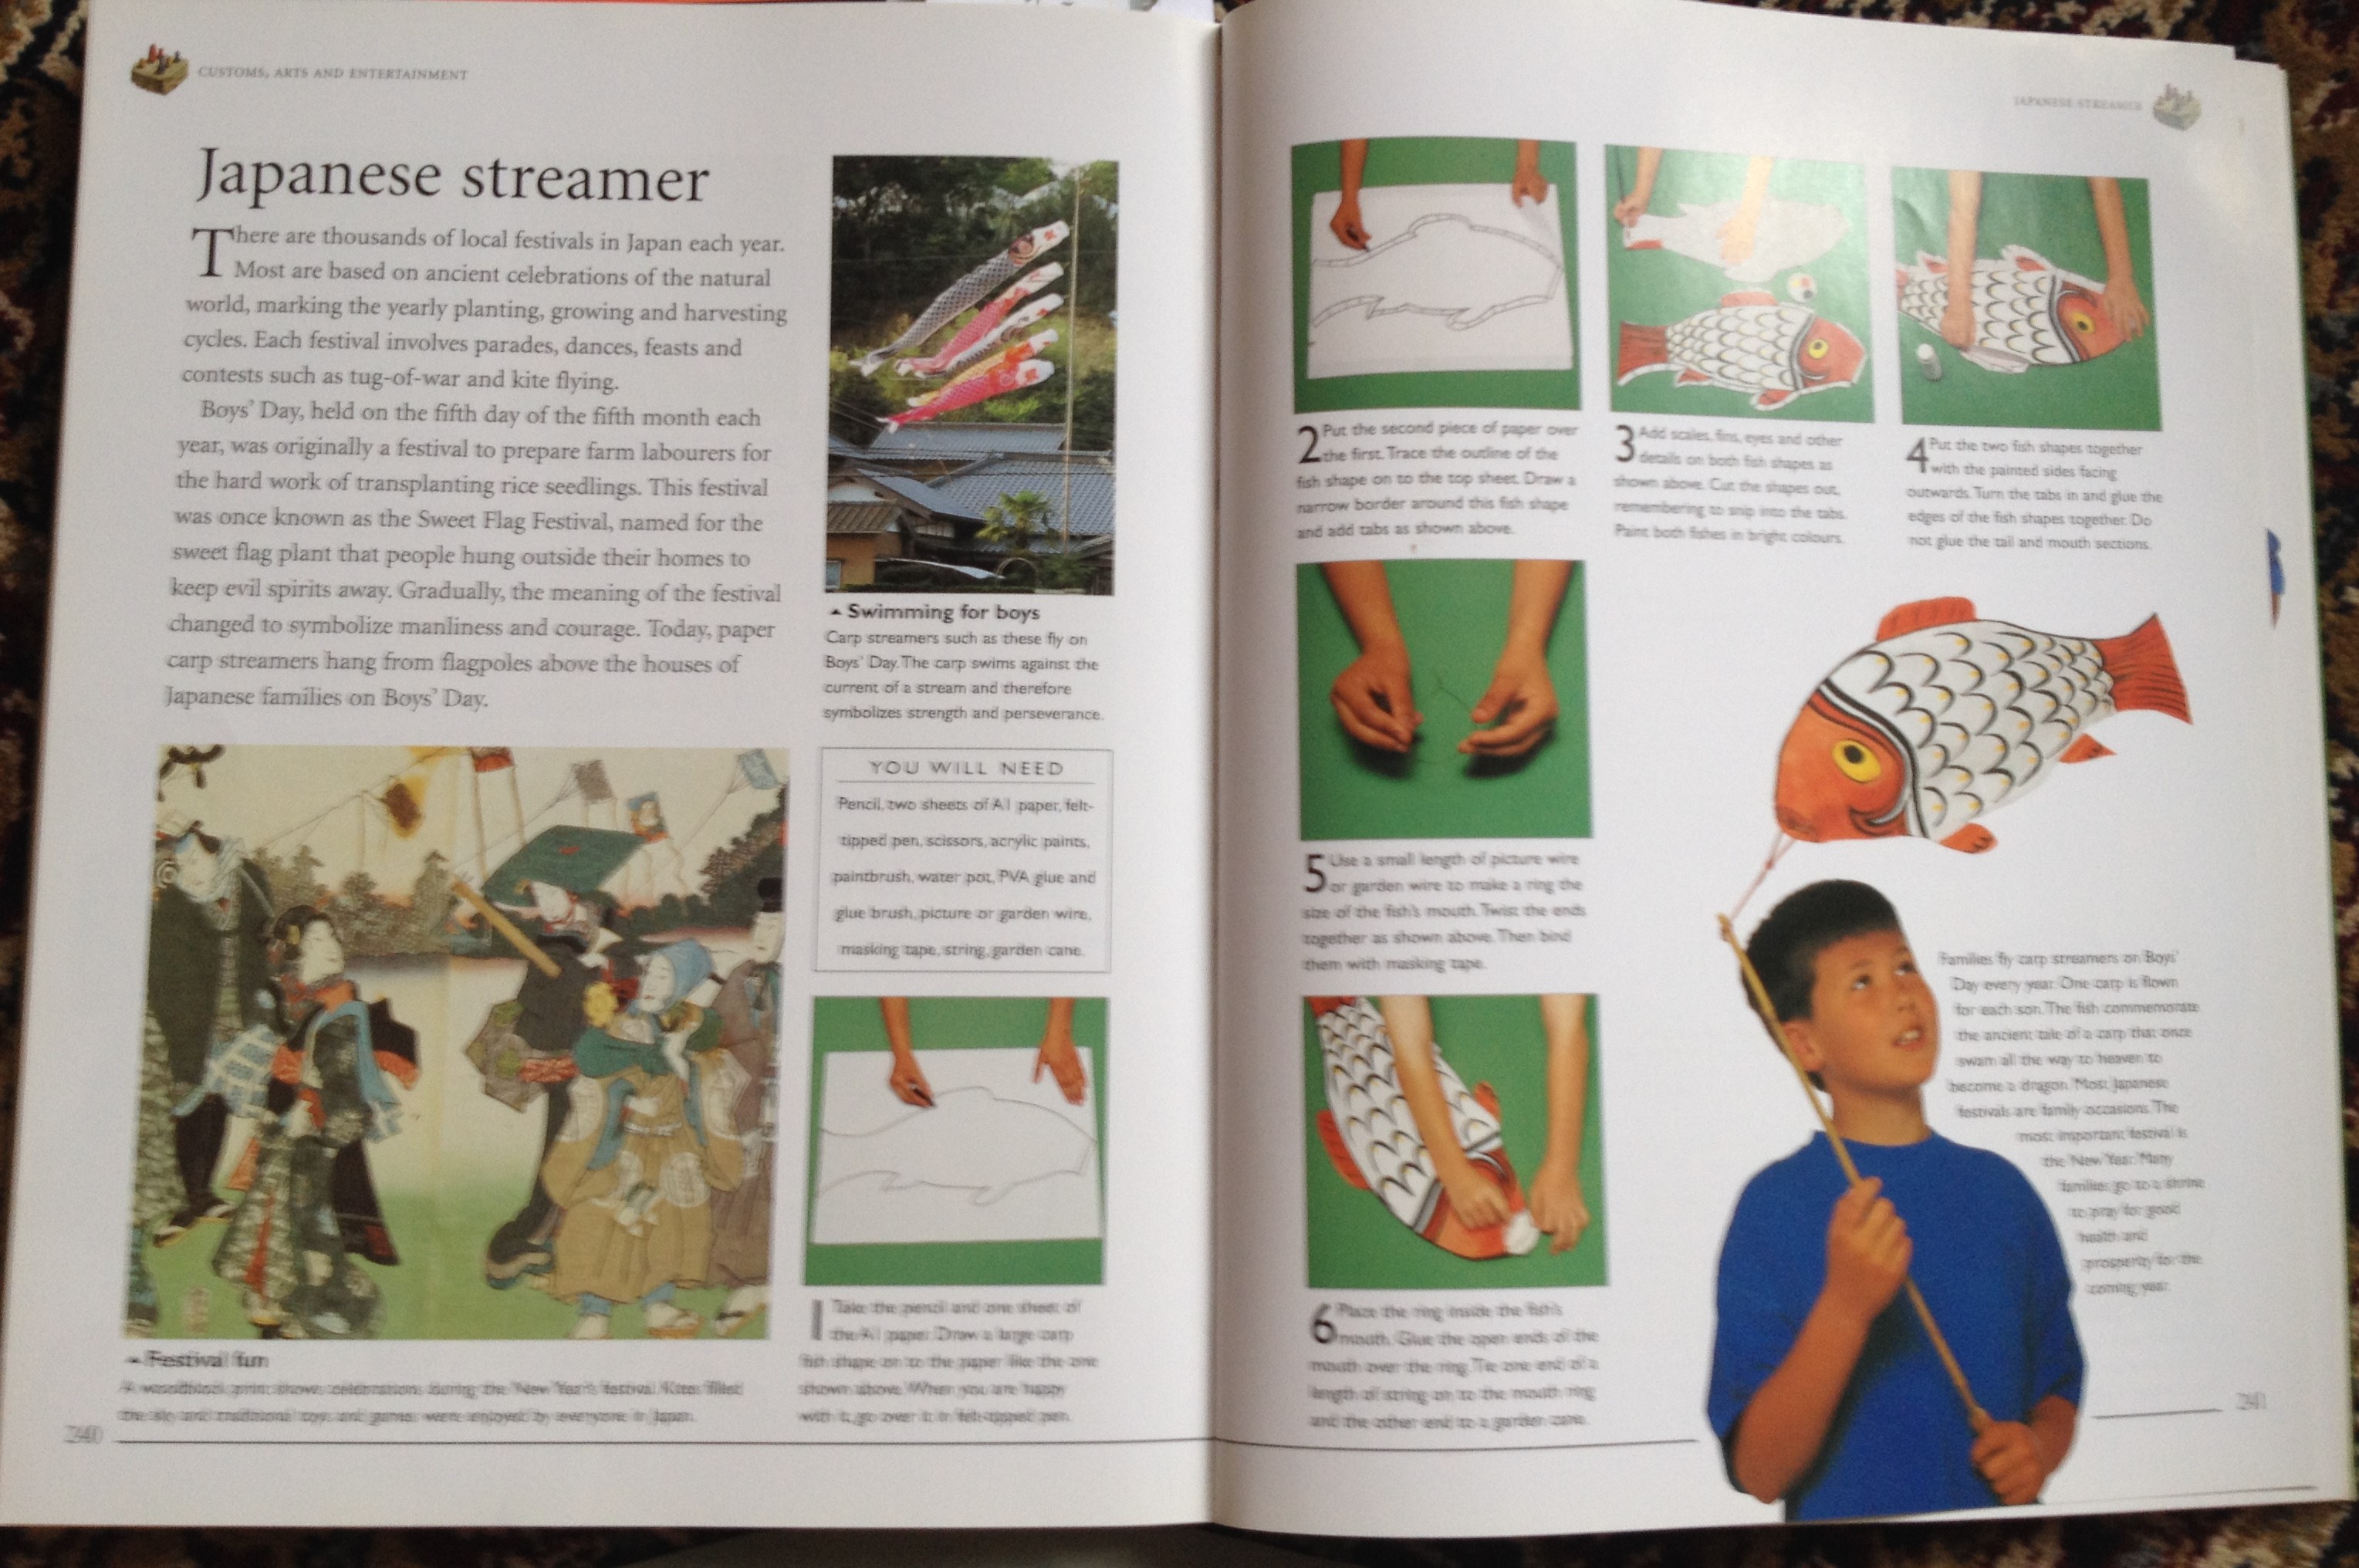 CUSTOMS, ARTS AND ENTERTAINMENT
Japanese streamer
There are thousands of local festivals in Japan each year.
Most are based on ancient celebrations of the natural
world, marking the yearly planting, growing and harvesting
cycles. Each festival involves parades, dances, feasts and
contests such as tug-of-war and kite flying.
Boys' Day, held on the fifth day of the fifth month each
year, was originally a festival to prepare farm labourers for
the hard work of transplanting rice seedlings. This festival
was once known as the Sweet Flag Festival, named for the
sweet flag plant that people hung outside their homes to
keep evil spirits away. Gradually, the meaning of the festival
changed to symbolize manliness and courage. Today, paper
carp streamers hang from flagpoles above the houses of
Japanese families on Boys' Day.
Swimming for boys
Carp streamers such as these fly on
Boys' Day. The carp swims against the
current of a stream and therefore
symbolizes strength and perseverance.
YOU WILL NEED
Pencil, two sheets of A1 paper, felt-
tipped pen, scissors, acrylic paints,
paintbrush, water pot, PVA glue and
glue brush, picture or garden wire,
masking tape, string, garden cane.
Festival fun
A woodblock print shows celebrations during the New Year's festival. Kites filled
the sky and traditional toys and games were enjoyed by everyone in Japan.
1 Take the pencil and one sheet of
the A1 paper. Draw a large carp
fish shape on to the paper like the one
shown above. When you are happy
with it, go over it in felt-tipped pen.
240
JAPANESE STREAMER
2 Put the second piece of paper over
the first. Trace the outline of the
fish shape on to the top sheet. Draw a
narrow border around this fish shape
and add tabs as shown above.
3 Add scales, fins, eyes and other
details on both fish shapes as
shown above. Cut the shapes out,
remembering to snip into the tabs.
Paint both fishes in bright colours.
4 Put the two fish shapes together
with the painted sides facing
outwards. Turn the tabs in and glue the
edges of the fish shapes together. Do
not glue the tail and mouth sections.
5 Use a small length of picture wire
or garden wire to make a ring the
size of the fish's mouth. Twist the ends
together as shown above. Then bind
them with masking tape.
6 Place the ring inside the fish's
mouth. Glue the open ends of the
mouth over the ring. Tie one end of a
length of string on to the mouth ring
and the other end to a garden cane.
Families fly carp streamers on Boys'
Day every year. One carp is flown
for each son. The fish commemorate
the ancient tale of a carp that once
swam all the way to heaven to
become a dragon. Most Japanese
festivals are family occasions. The
most important festival is
the New Year. Many
families go to a shrine
to pray for good
health and
prosperity for the
coming year.
241